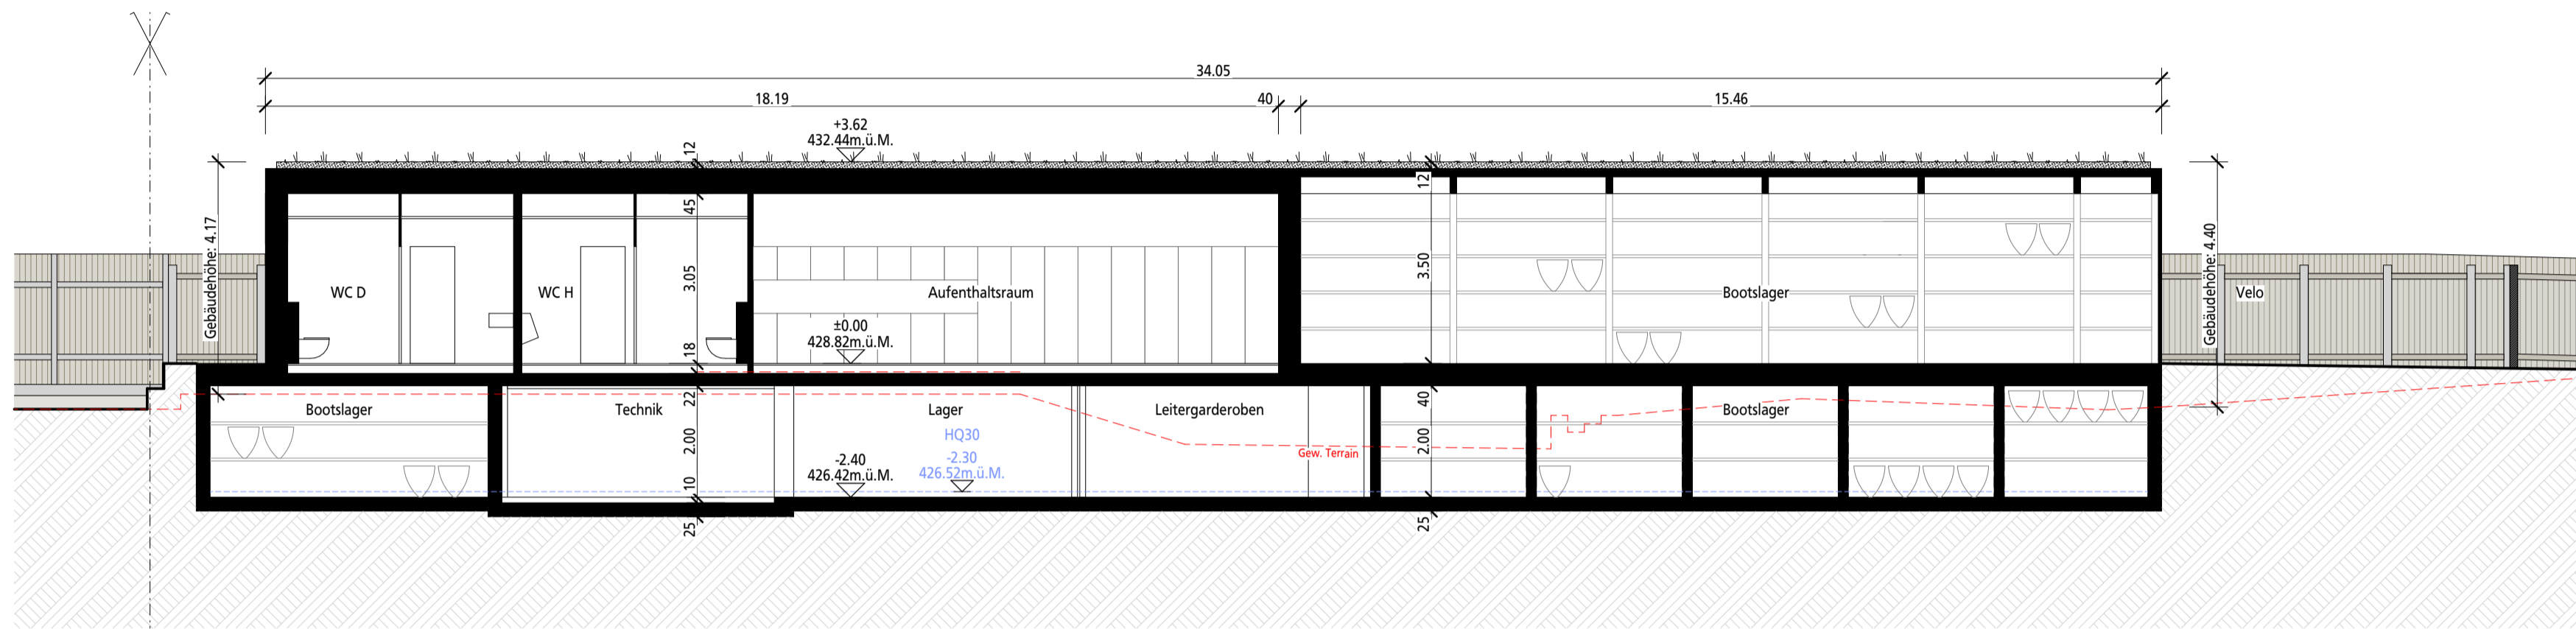 34.05
18.19
40
15.46
+3.62
432.44m.ü.M.
12
12
45
Gebäudehöhe: 4.17
3.05
3.50
Gebäudehöhe: 4.40
WC D
WC H
Aufenthaltsraum
Bootslager
Velo
±0.00
428.82m.ü.M.
18
22
40
Bootslager
Technik
Lager
Leitergarderoben
Bootslager
HQ30
-2.30
426.52m.ü.M.
2.00
2.00
Gew. Terrain
-2.40
426.42m.ü.M.
10
25
25